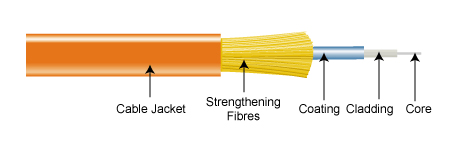 Cable Jacket
Strengthening
Fibres
Coating
Cladding
Core